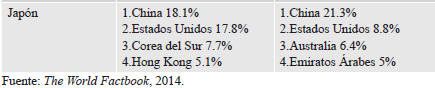 Japón 1.China 18.1% 1.China 21.3%
2.Estados Unidos 17.8% 2.Estados Unidos 8.8%
3.Corea del Sur 7.7% 3.Australia 6.4%
4.Hong Kong 5.1% 4.Emiratos Árabes 5%
Fuente: The World Factbook, 2014.